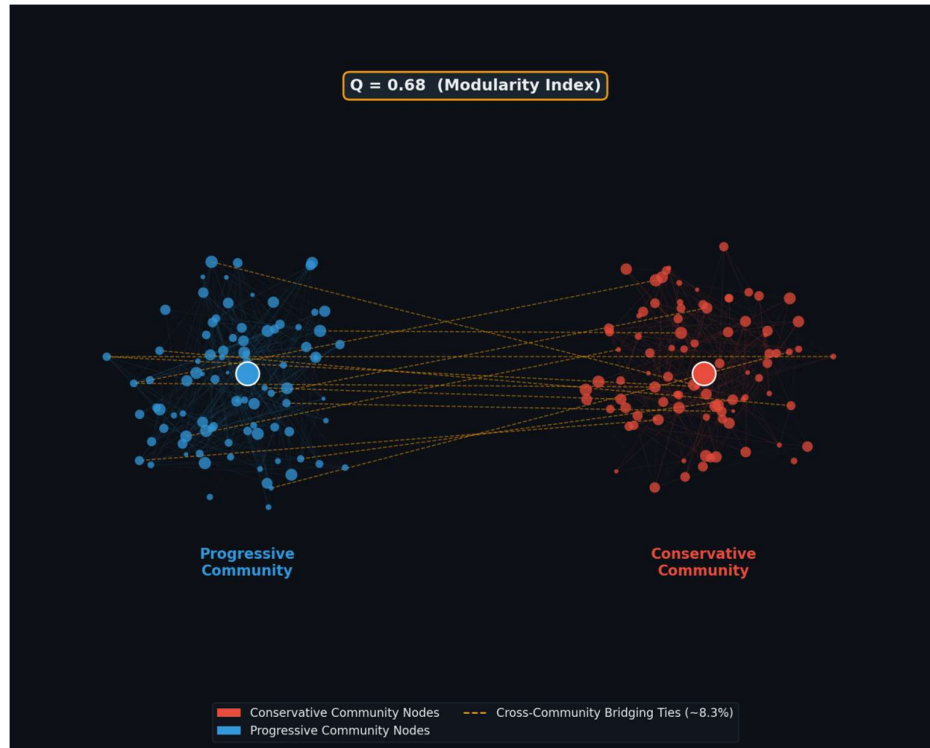 Q = 0.68 (Modularity Index)
Progressive
Community
Conservative
Community
Conservative Community Nodes
Progressive Community Nodes
Cross-Community Bridging Ties (~8.3%)